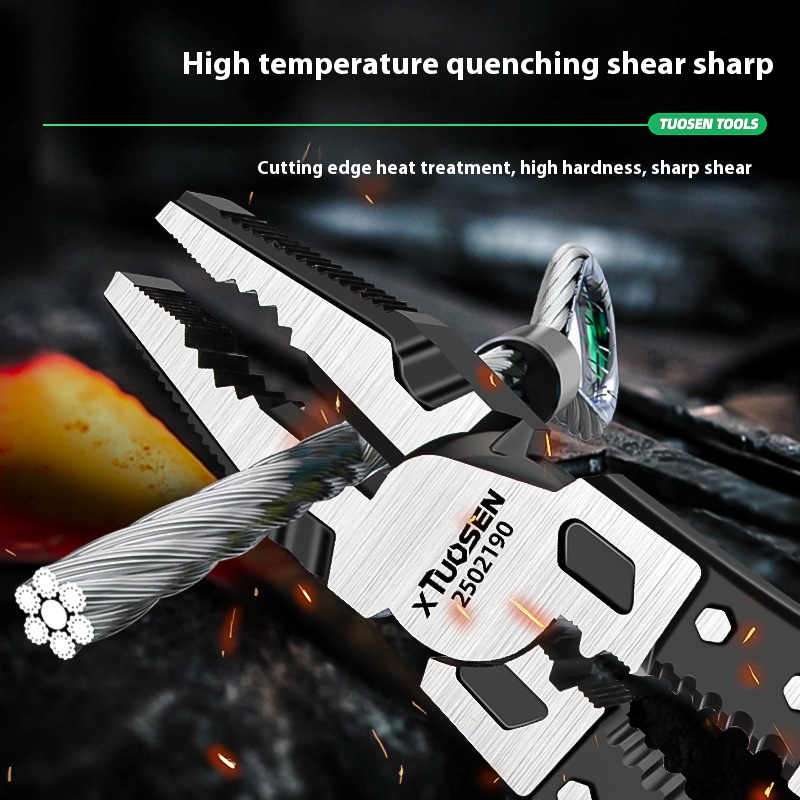 High temperature quenching shear sharp
TUOSEN TOOLS
Cutting edge heat treatment, high hardness, sharp shear
XTUOSEN
2502190